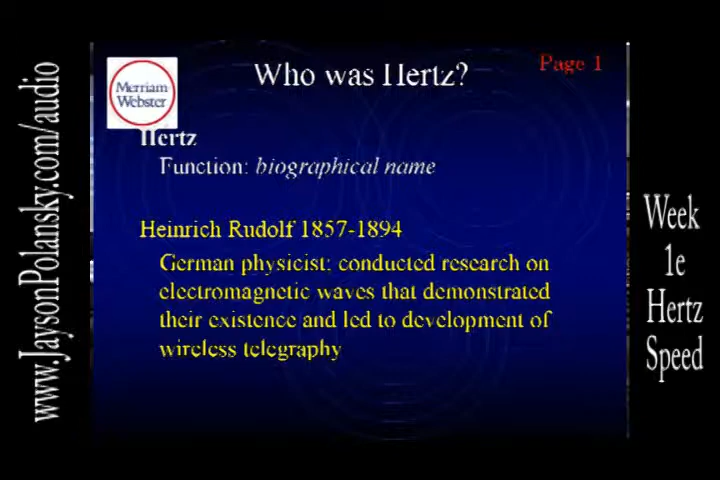 www.JaysonPolansky.com/audio
Merriam
Webster
Who was Hertz?
Page 1
Hertz
Function: biographical name
Heinrich Rudolf 1857-1894
German physicist: conducted research on
electromagnetic waves that demonstrated
their existence and led to development of
wireless telegraphy
Week
1e
Hertz
Speed